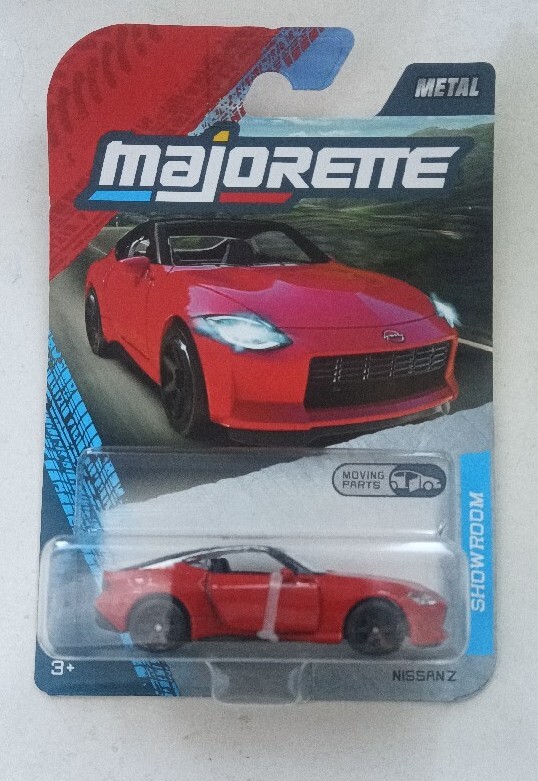 METAL
majorette
MOVING
PARTS
SHOWROOM
3+
NISSAN Z